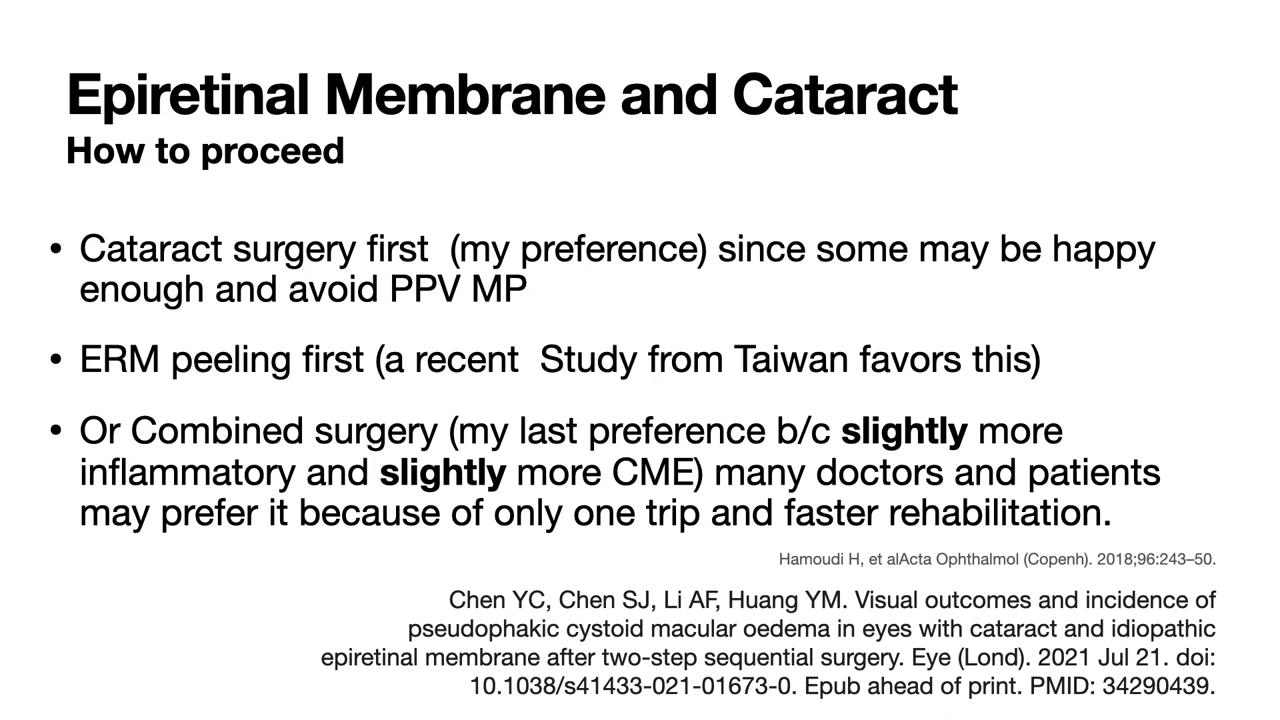 Epiretinal Membrane and Cataract
How to proceed
• Cataract surgery first  (my preference) since some may be happy
enough and avoid PPV MP
• ERM peeling first (a recent  Study from Taiwan favors this)
• Or Combined surgery (my last preference b/c slightly more
inflammatory and slightly more CME) many doctors and patients
may prefer it because of only one trip and faster rehabilitation.
Hamoudi H, et alActa Ophthalmol (Copenh). 2018;96:243–50.
Chen YC, Chen SJ, Li AF, Huang YM. Visual outcomes and incidence of
pseudophakic cystoid macular oedema in eyes with cataract and idiopathic
epiretinal membrane after two-step sequential surgery. Eye (Lond). 2021 Jul 21. doi:
10.1038/s41433-021-01673-0. Epub ahead of print. PMID: 34290439.